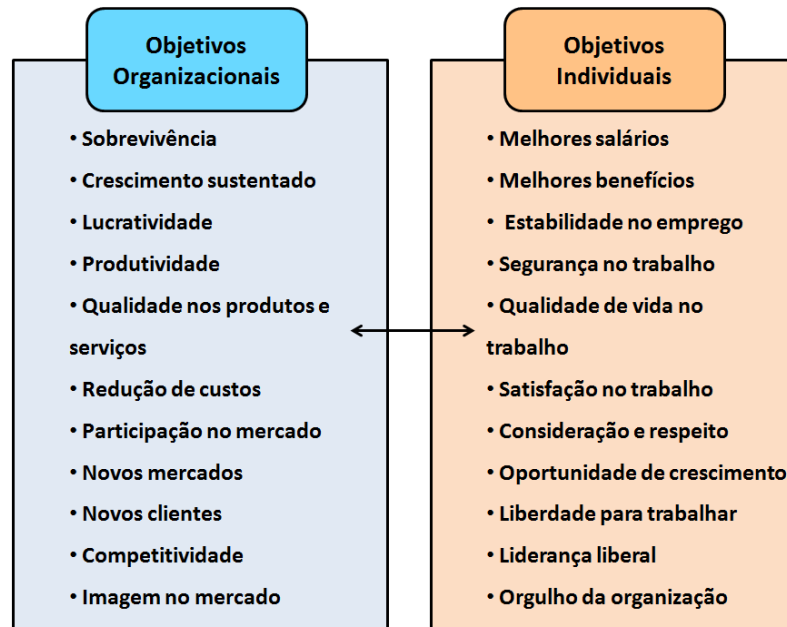 Objetivos
Organizacionais
• Sobrevivência
• Crescimento sustentado
• Lucratividade
• Produtividade
• Qualidade nos produtos e
serviços
• Redução de custos
• Participação no mercado
• Novos mercados
• Novos clientes
• Competitividade
• Imagem no mercado
Objetivos
Individuais
• Melhores salários
• Melhores benefícios
• Estabilidade no emprego
• Segurança no trabalho
• Qualidade de vida no
trabalho
• Satisfação no trabalho
• Consideração e respeito
• Oportunidade de crescimento
• Liberdade para trabalhar
• Liderança liberal
• Orgulho da organização